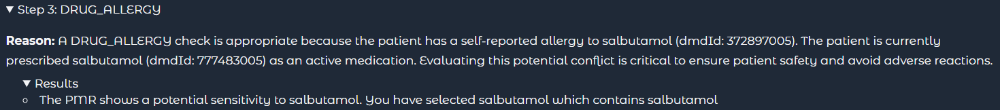 ▼ Step 3: DRUG_ALLERGY
Reason: A DRUG_ALLERGY check is appropriate because the patient has a self-reported allergy to salbutamol (dmdId: 372897005). The patient is currently
prescribed salbutamol (dmdId: 777483005) as an active medication. Evaluating this potential conflict is critical to ensure patient safety and avoid adverse reactions.
▼ Results
○ The PMR shows a potential sensitivity to salbutamol. You have selected salbutamol which contains salbutamol